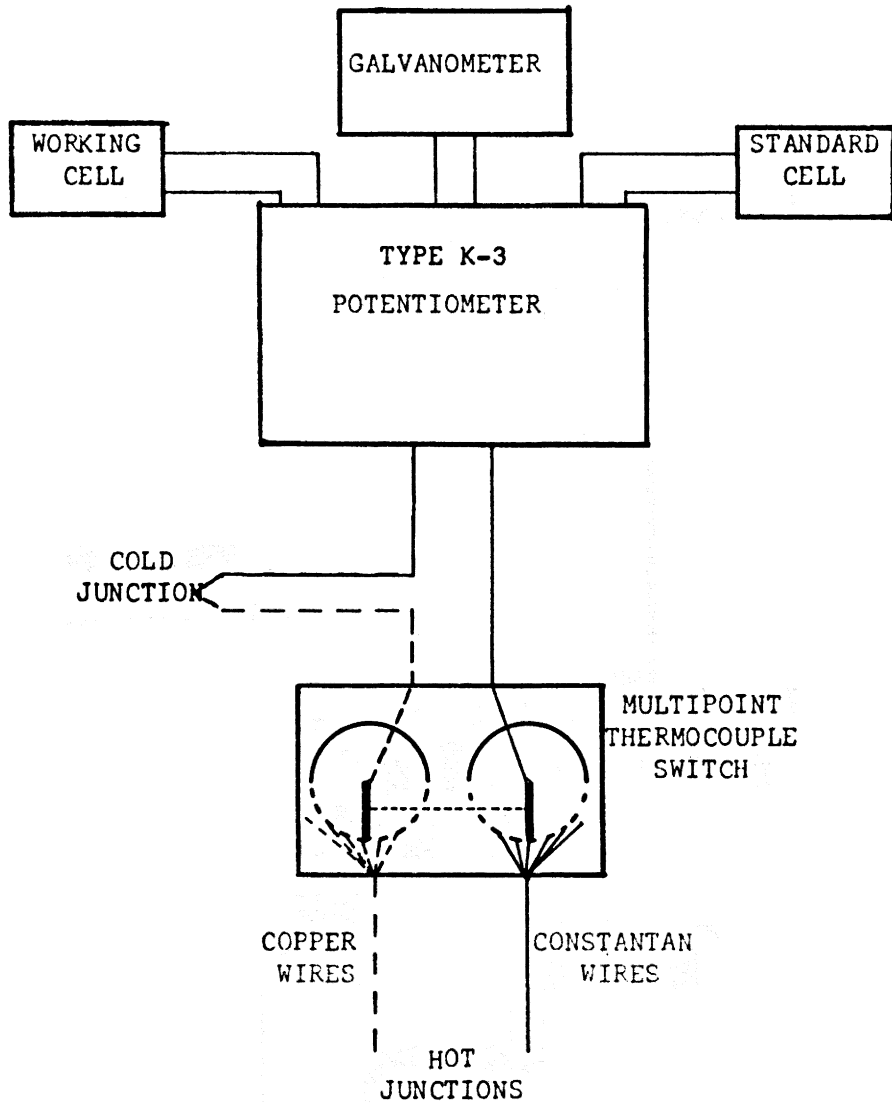 GALVANOMETER
WORKING
CELL
STANDARD
CELL
TYPE K-3
POTENTIOMETER
COLD
JUNCTION
MULTIPOINT
THERMOCOUPLE
SWITCH
COPPER
WIRES
CONSTANTAN
WIRES
HOT
JUNCTIONS